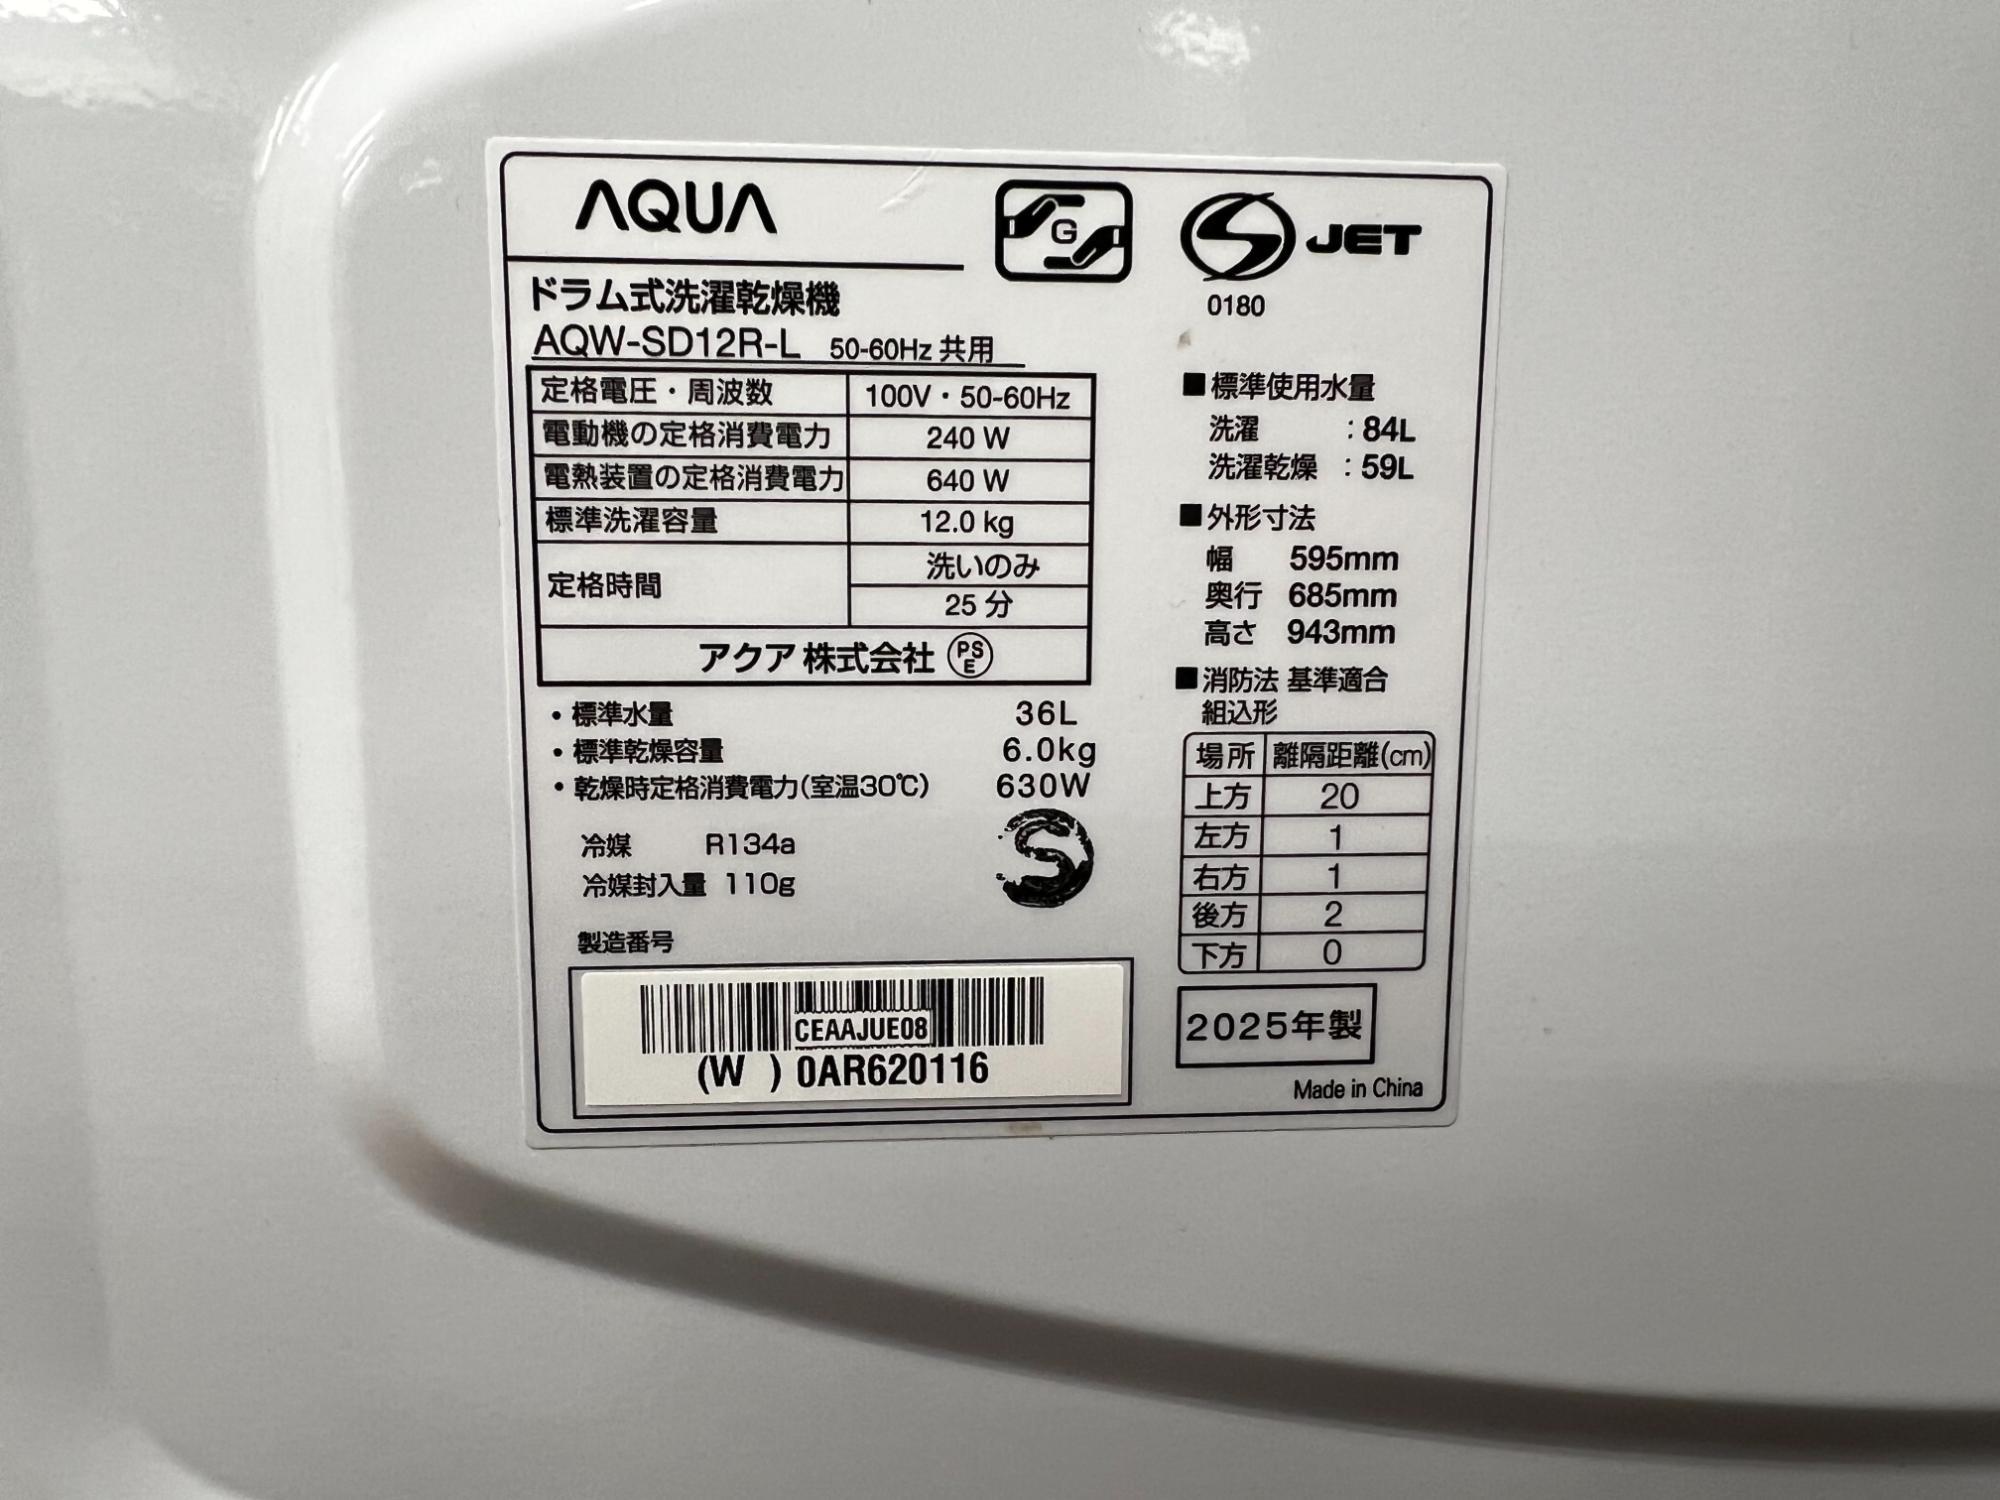 AQUA
G
S JET
0180
ドラム式洗濯乾燥機
AQW-SD12R-L 50-60Hz 共用
定格電圧・周波数 100V・50-60Hz
電動機の定格消費電力 240 W
電熱装置の定格消費電力 640 W
標準洗濯容量 12.0 kg
定格時間 洗いのみ
25 分
アクア 株式会社 PSE
・標準水量 36L
・標準乾燥容量 6.0kg
・乾燥時定格消費電力(室温30℃) 630W
冷媒 R134a
冷媒封入量 110g
S
製造番号
CEAAJUE08
(W ) 0AR620116
■標準使用水量
洗濯 :84L
洗濯乾燥 :59L
■外形寸法
幅 595mm
奥行 685mm
高さ 943mm
■消防法 基準適合
組込形
場所 離隔距離(cm)
上方 20
左方 1
右方 1
後方 2
下方 0
2025年製
Made in China